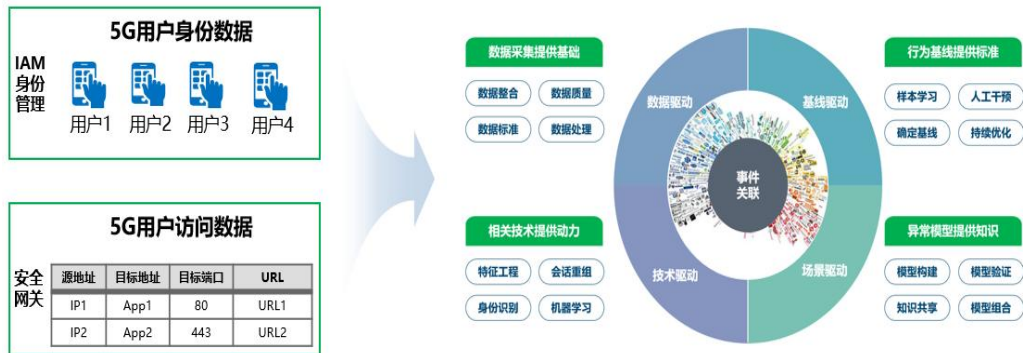 5G用户身份数据
IAM
身份
管理
用户1 用户2 用户3 用户4
5G用户访问数据
安全
网关
源地址 目标地址 目标端口 URL
IP1 App1 80 URL1
IP2 App2 443 URL2
数据采集提供基础
数据整合 数据质量
数据标准 数据处理
相关技术提供动力
特征工程 会话重组
身份识别 机器学习
数据驱动 基线驱动
事件
关联
技术驱动 场景驱动
行为基线提供标准
样本学习 人工干预
确定基线 持续优化
异常模型提供知识
模型构建 模型验证
知识共享 模型组合